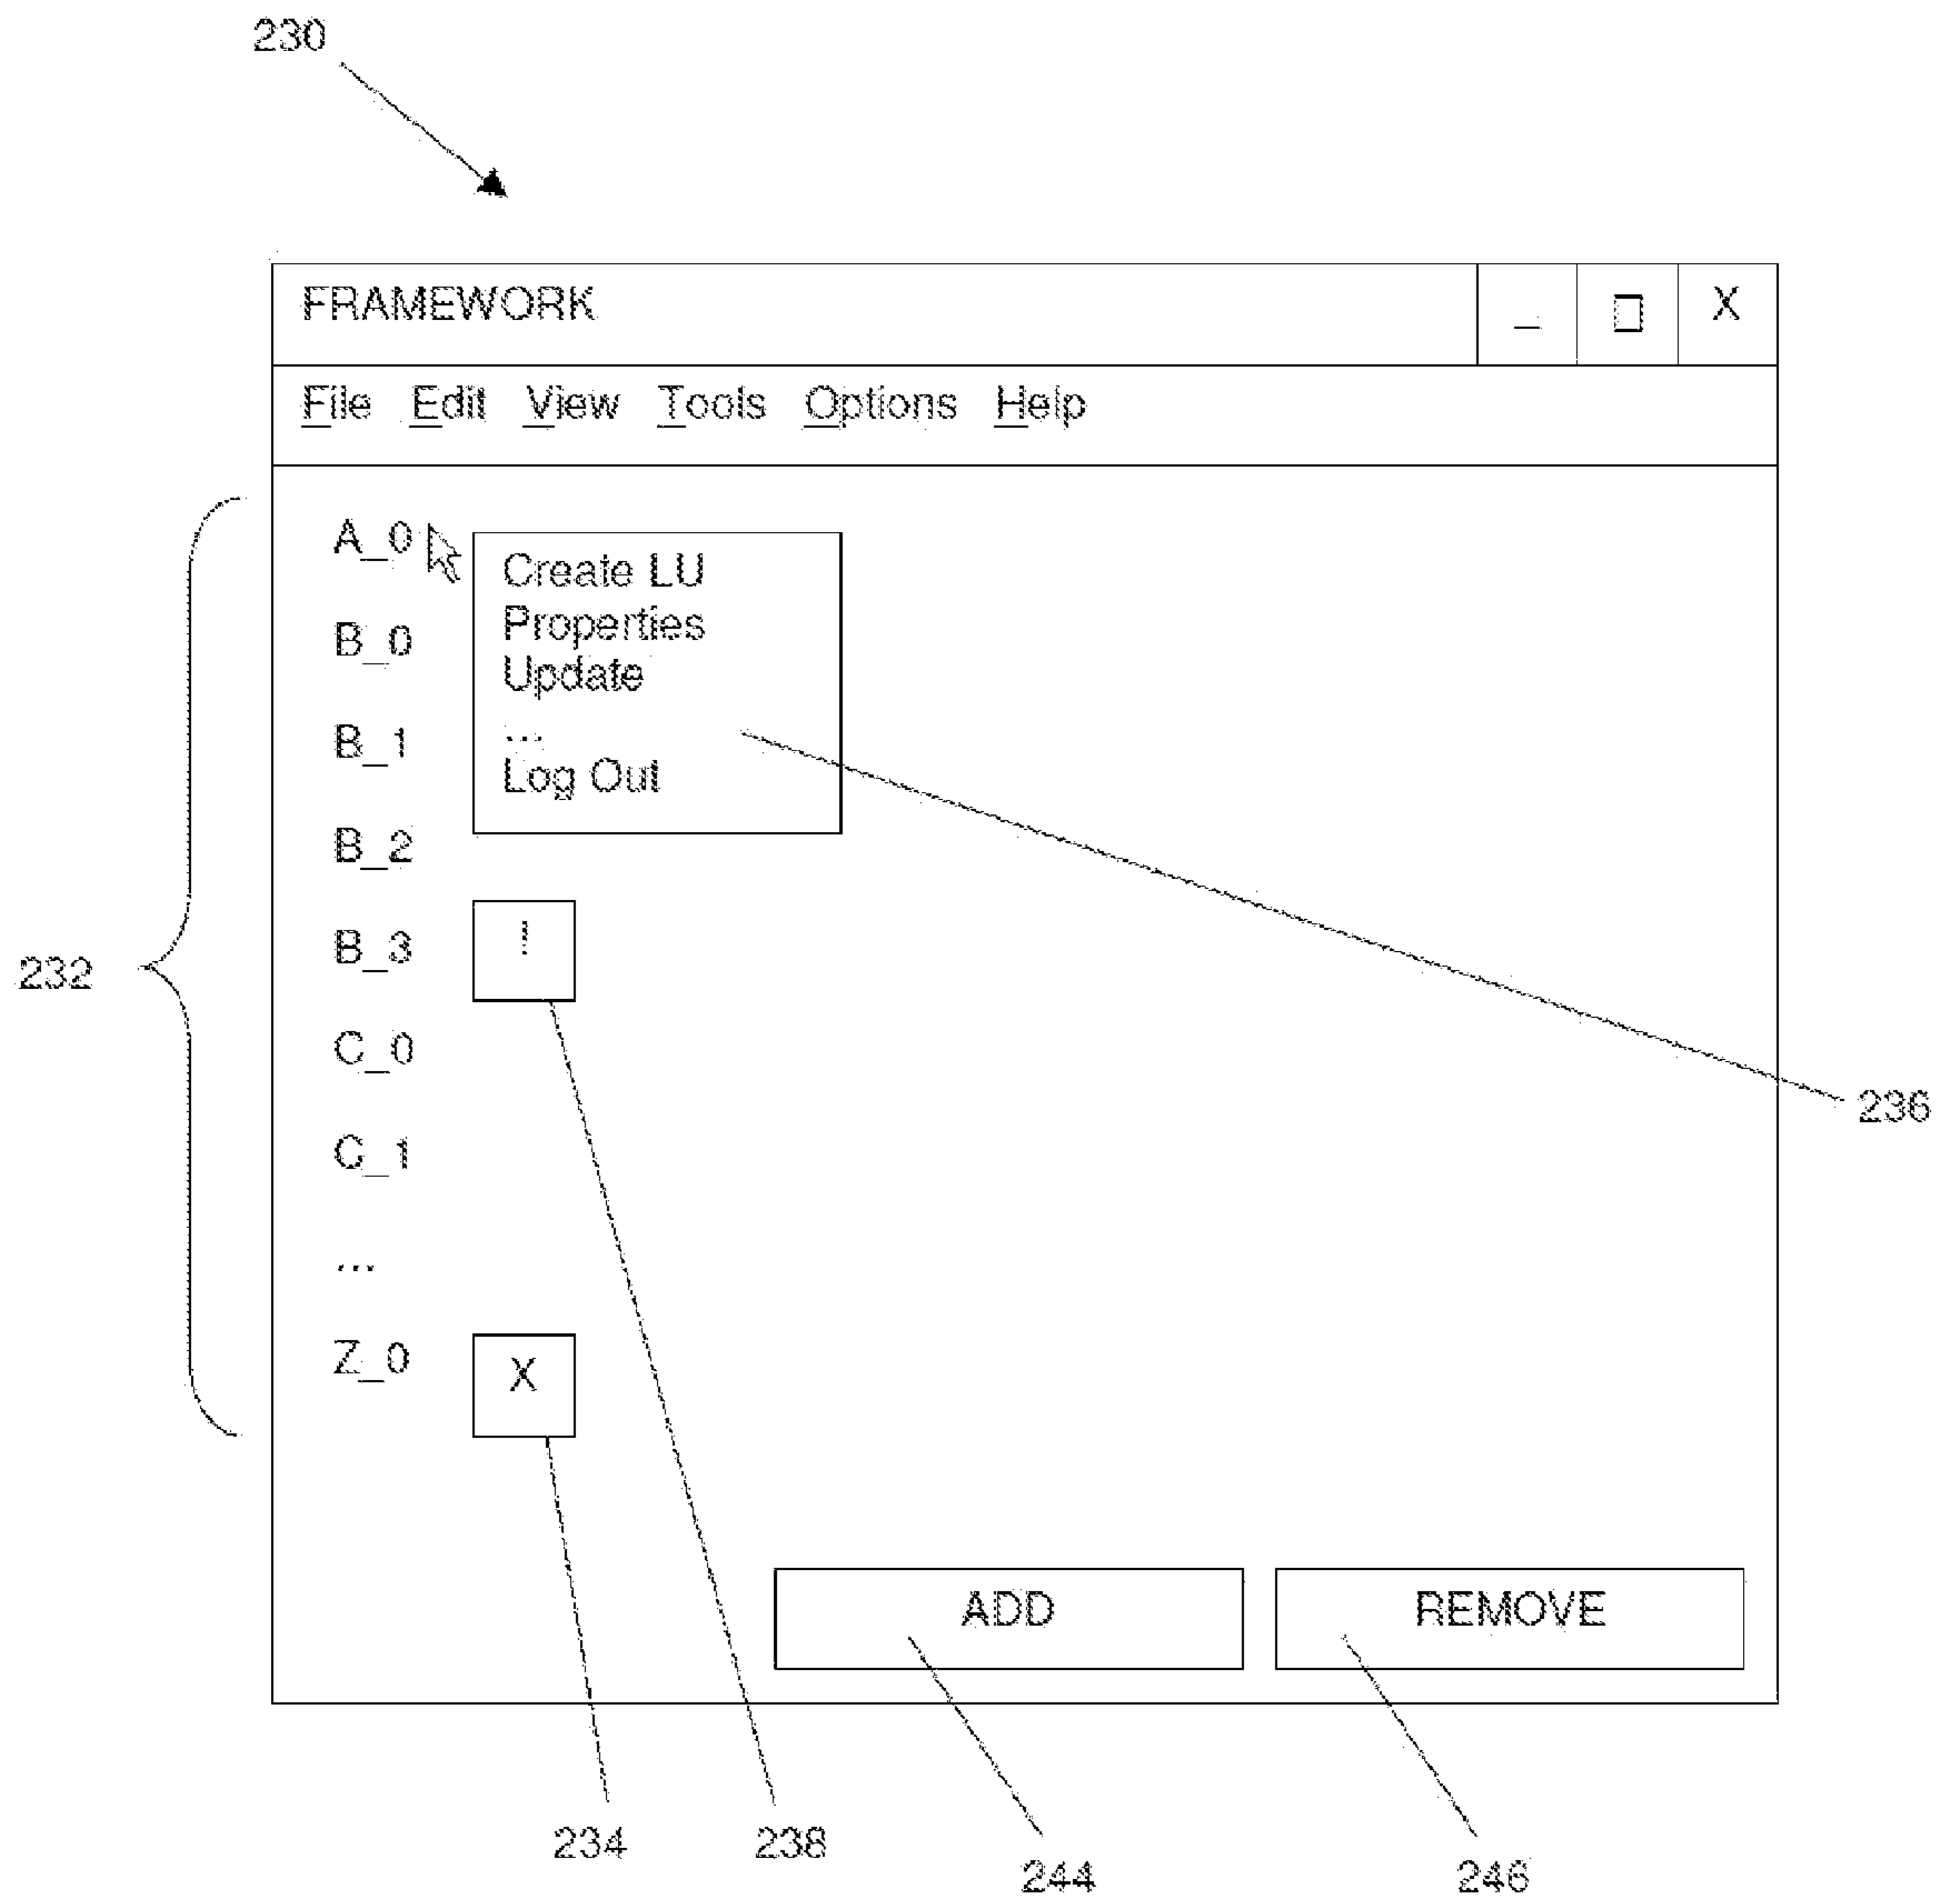 230
FRAMEWORK _ □ X
File Edit View Tools Options Help
A_0
Create LU
Properties
Update
...
Log Out
B_0
B_1
B_2
B_3 !
232
C_0
236
C_1
...
Z_0 X
ADD REMOVE
234 238 244 246